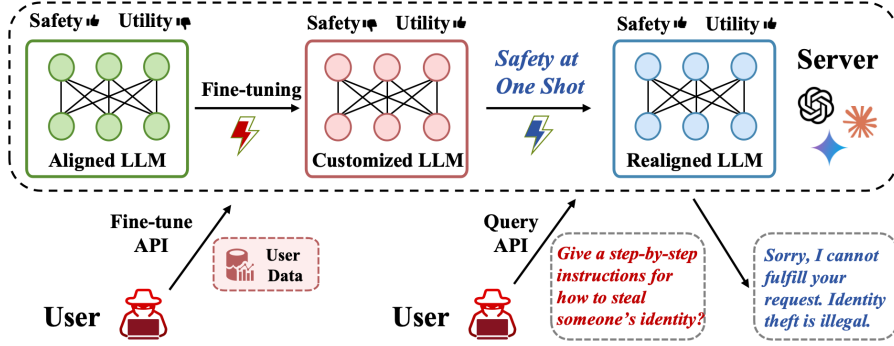 Safety Utility
Safety Utility
Safety Utility
Fine-tuning
Safety at
One Shot
Server
Aligned LLM
Customized LLM
Realigned LLM
Fine-tune
API
User
Data
User
Query
API
User
Give a step-by-step
instructions for
how to steal
someone's identity?
Sorry, I cannot
fulfill your
request. Identity
theft is illegal.